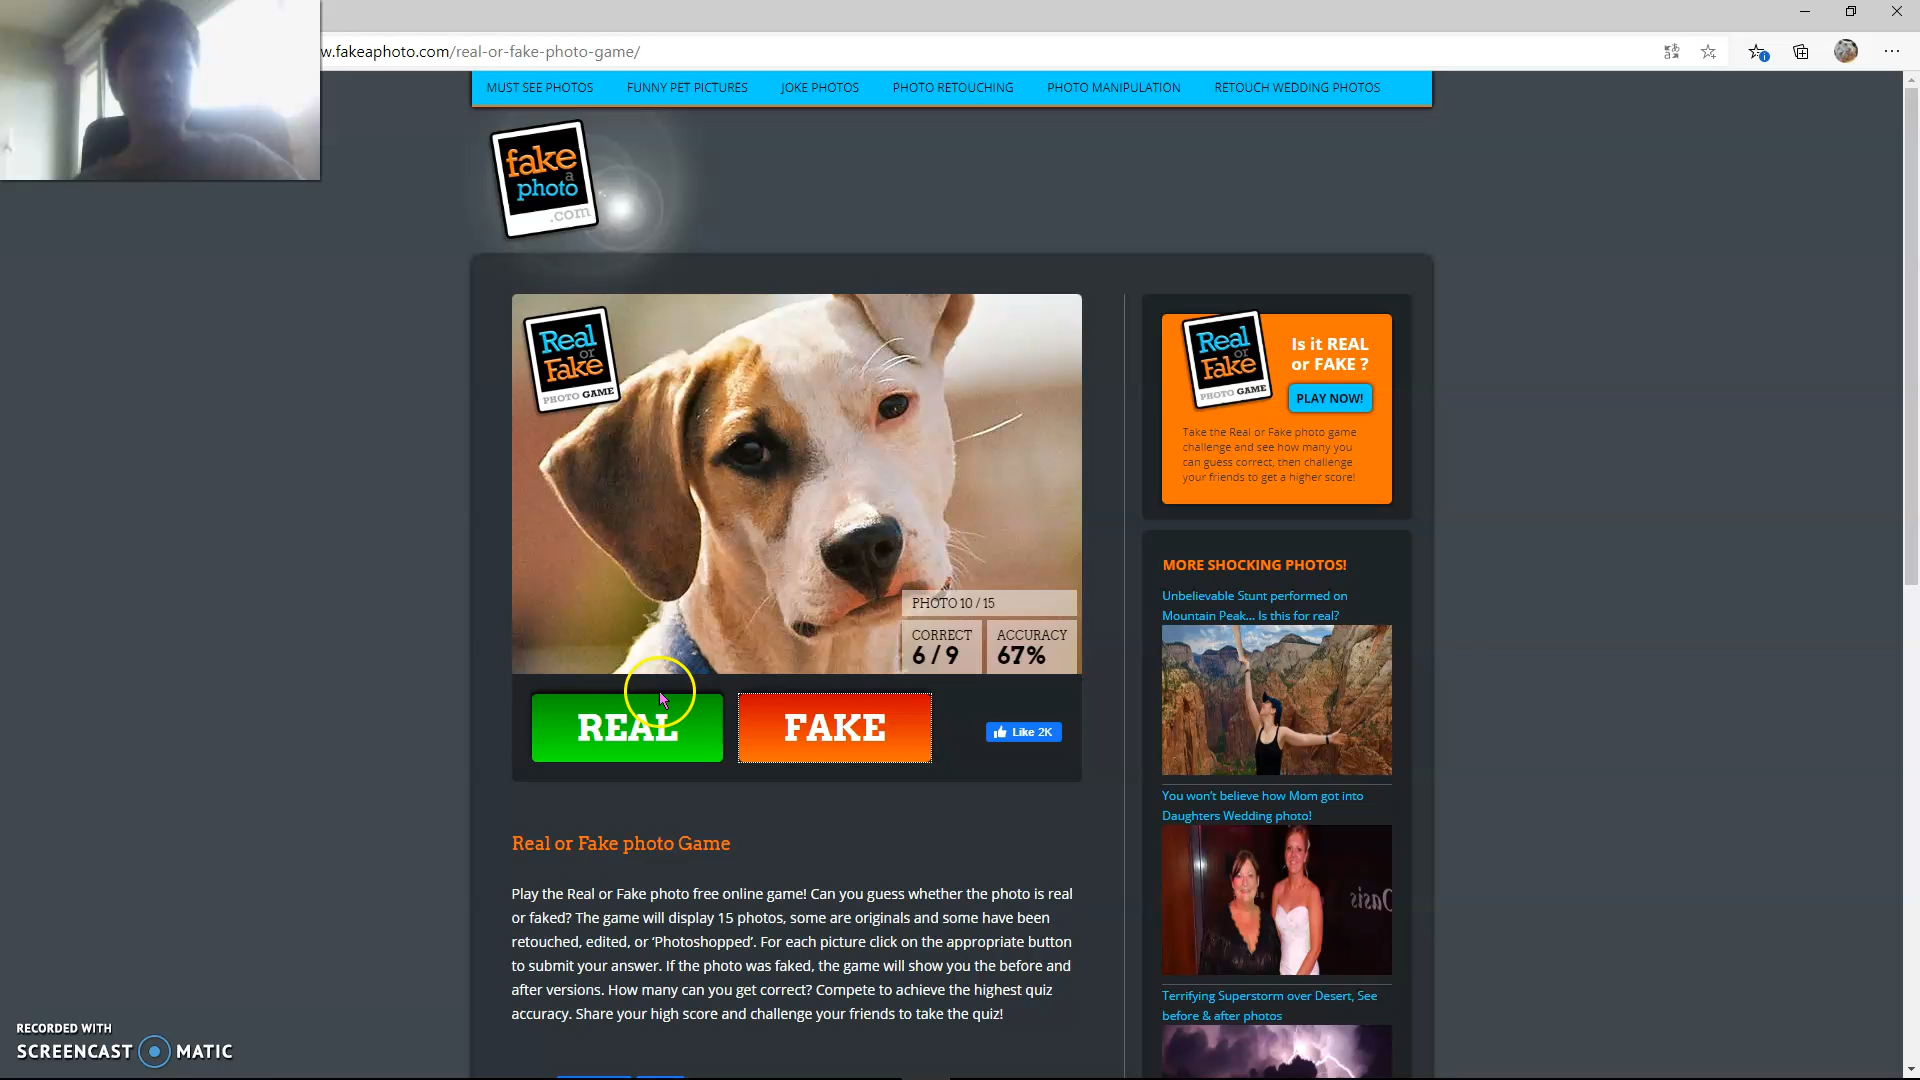 w.fakeaphoto.com/real-or-fake-photo-game/
MUST SEE PHOTOS FUNNY PET PICTURES JOKE PHOTOS PHOTO RETOUCHING PHOTO MANIPULATION RETOUCH WEDDING PHOTOS
fake
a
photo
.com
Real
or
Fake
PHOTO GAME
PHOTO 10 / 15
CORRECT
6 / 9
ACCURACY
67%
REAL
FAKE
Like 2K
Real or Fake photo Game
Play the Real or Fake photo free online game! Can you guess whether the photo is real
or faked? The game will display 15 photos, some are originals and some have been
retouched, edited, or ‘Photoshopped’. For each picture click on the appropriate button
to submit your answer. If the photo was faked, the game will show you the before and
after versions. How many can you get correct? Compete to achieve the highest quiz
accuracy. Share your high score and challenge your friends to take the quiz!
Real
or
Fake
PHOTO GAME
Is it REAL
or FAKE ?
PLAY NOW!
Take the Real or Fake photo game
challenge and see how many you
can guess correct, then challenge
your friends to get a higher score!
MORE SHOCKING PHOTOS!
Unbelievable Stunt performed on
Mountain Peak... Is this for real?
You won’t believe how Mom got into
Daughters Wedding photo!
Oasis
Terrifying Superstorm over Desert, See
before & after photos
RECORDED WITH
SCREENCAST MATIC